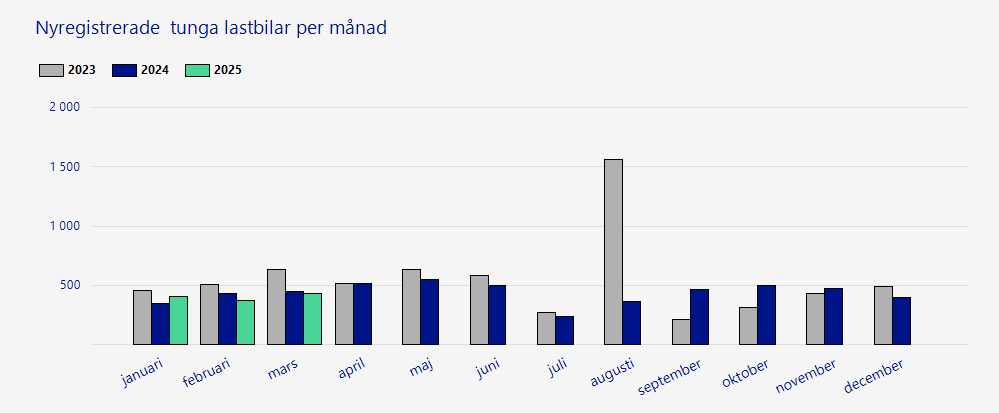 Nyregistrerade  tunga lastbilar per månad
2023 2024 2025
2 000
1 500
1 000
500
januari februari mars april maj juni juli augusti september oktober november december